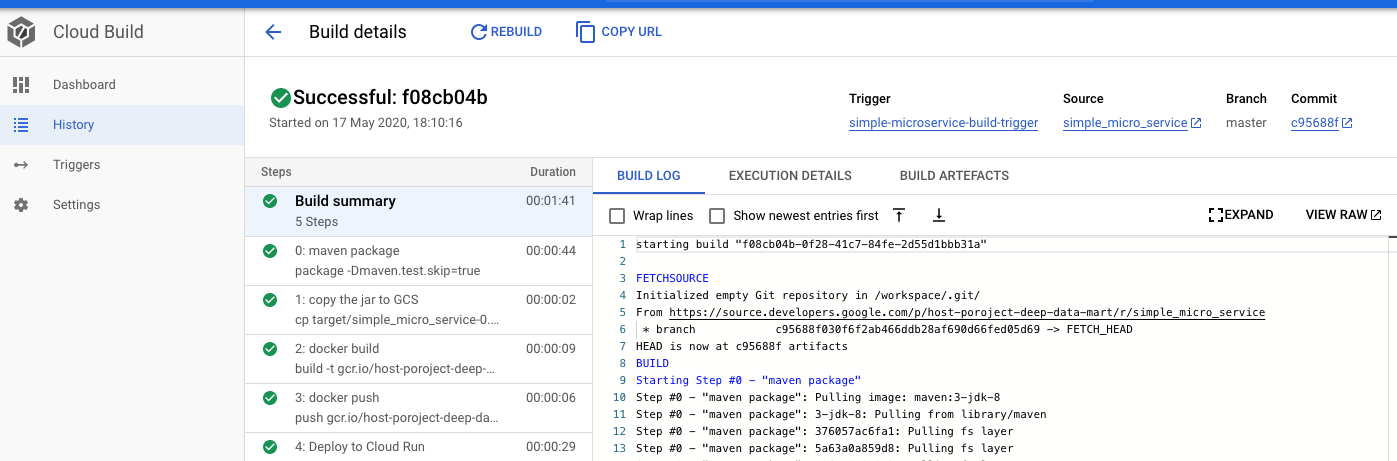 Cloud Build
Build details
REBUILD
COPY URL
Dashboard
History
Triggers
Settings
Successful: f08cb04b
Started on 17 May 2020, 18:10:16
Trigger
simple-microservice-build-trigger
Source
simple_micro_service
Branch
master
Commit
c95688f
Steps Duration
Build summary 00:01:41
5 Steps
0: maven package 00:00:44
package -Dmaven.test.skip=true
1: copy the jar to GCS 00:00:02
cp target/simple_micro_service-0....
2: docker build 00:00:09
build -t gcr.io/host-poroject-deep-...
3: docker push 00:00:06
push gcr.io/host-poroject-deep-da...
4: Deploy to Cloud Run 00:00:29
BUILD LOG EXECUTION DETAILS BUILD ARTEFACTS
Wrap lines Show newest entries first EXPAND VIEW RAW
1 starting build "f08cb04b-0f28-41c7-84fe-2d55d1bbb31a"
2
3 FETCHSOURCE
4 Initialized empty Git repository in /workspace/.git/
5 From https://source.developers.google.com/p/host-poroject-deep-data-mart/r/simple_micro_service
6 * branch c95688f030f6f2ab466ddb28af690d66fed05d69 -> FETCH_HEAD
7 HEAD is now at c95688f artifacts
8 BUILD
9 Starting Step #0 - "maven package"
10 Step #0 - "maven package": Pulling image: maven:3-jdk-8
11 Step #0 - "maven package": 3-jdk-8: Pulling from library/maven
12 Step #0 - "maven package": 376057ac6fa1: Pulling fs layer
13 Step #0 - "maven package": 5a63a0a859d8: Pulling fs layer